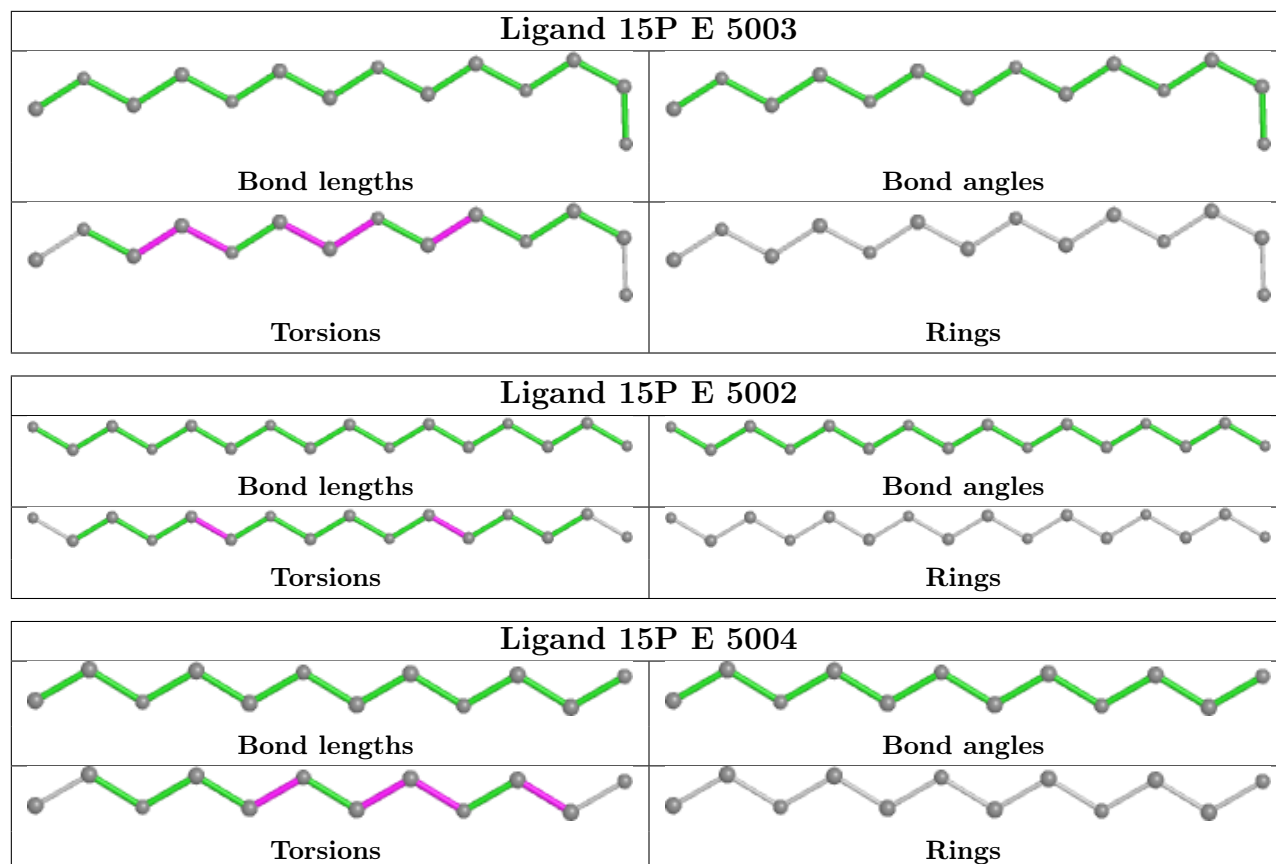 Ligand 15P E 5003
Bond lengths
Bond angles
Torsions
Rings
Ligand 15P E 5002
Bond lengths
Bond angles
Torsions
Rings
Ligand 15P E 5004
Bond lengths
Bond angles
Torsions
Rings